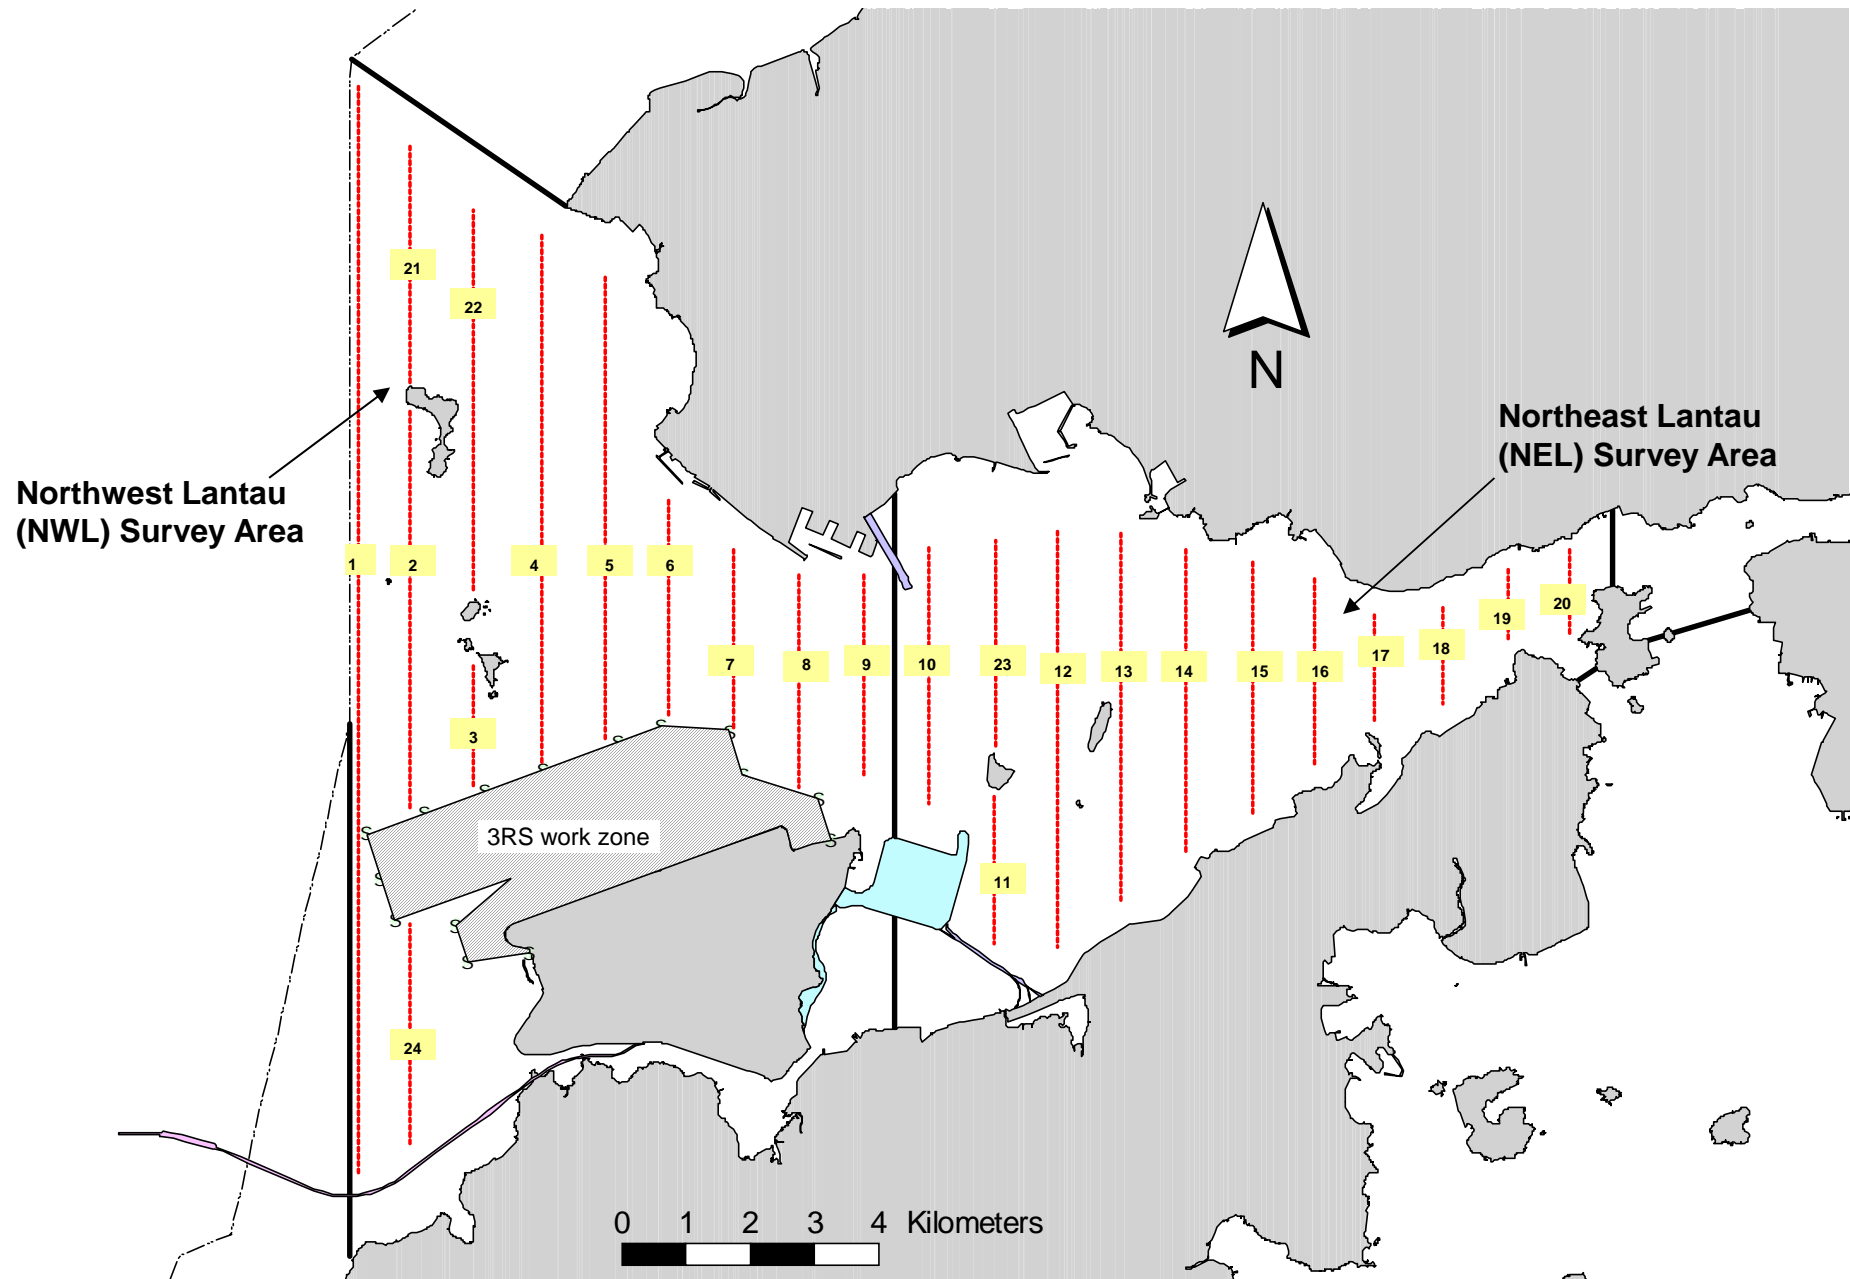 21
22
N
Northeast Lantau
(NEL) Survey Area
Northwest Lantau
(NWL) Survey Area
1
2
4
5
6
7
8
9
10
23
12
13
14
15
16
17
18
19
20
3
3RS work zone
11
24
S
S
S
S
S
S
S
S
S
S
S
S
S
S
0 1 2 3 4 Kilometers